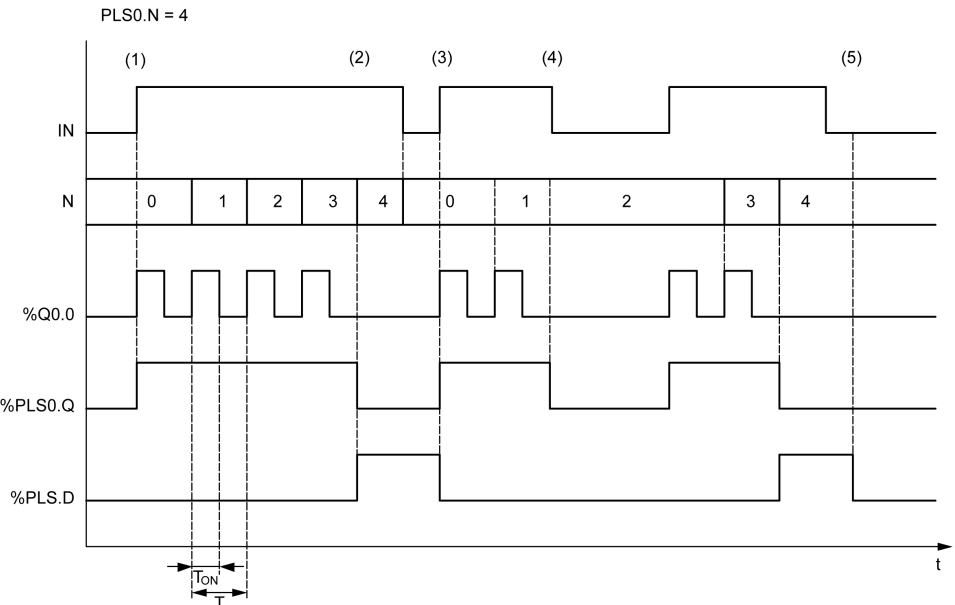 PLS0.N = 4
(1) (2) (3) (4) (5)
IN
N 0 1 2 3 4 0 1 2 3 4
%Q0.0
%PLS0.Q
%PLS.D
t
TON
T